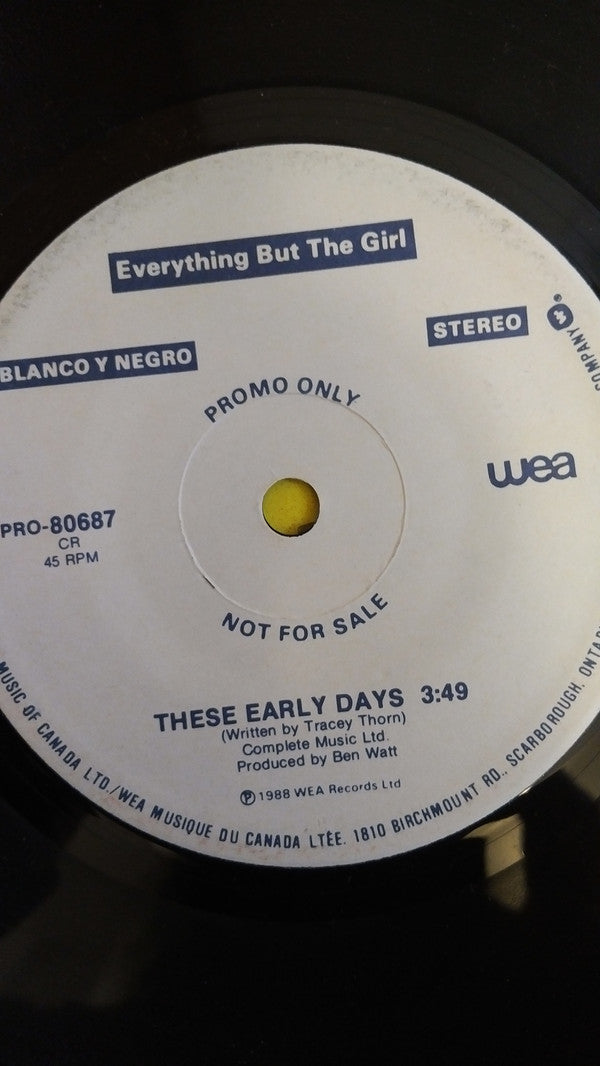 Everything But The Girl
STEREO
BLANCO Y NEGRO
COMPANY
PROMO ONLY
wea
PRO-80687
CR
45 RPM
NOT FOR SALE
THESE EARLY DAYS 3:49
(Written by Tracey Thorn)
Complete Music Ltd.
Produced by Ben Watt
℗ 1988 WEA Records Ltd
MUSIC OF CANADA LTD./WEA MUSIQUE DU CANADA LTÉE. 1810 BIRCHMOUNT RD., SCARBOROUGH,